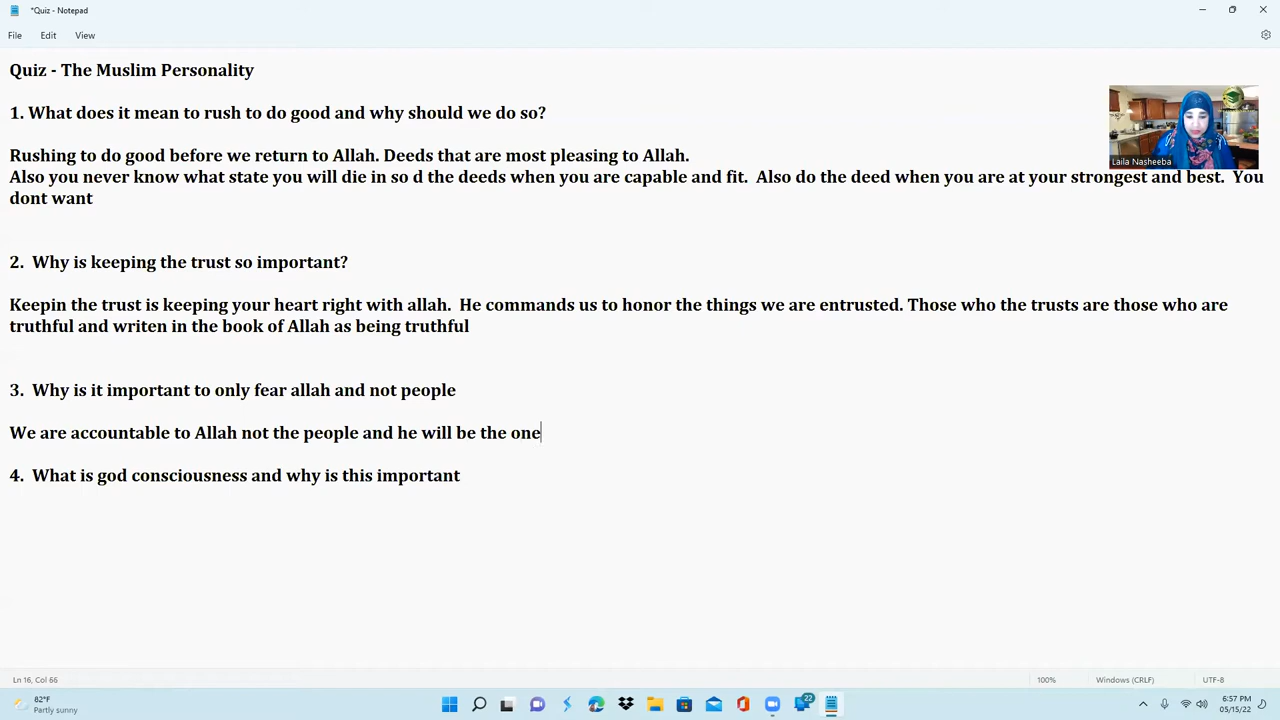 *Quiz - Notepad
File Edit View
Quiz - The Muslim Personality
1. What does it mean to rush to do good and why should we do so?
Rushing to do good before we return to Allah. Deeds that are most pleasing to Allah.
Also you never know what state you will die in so d the deeds when you are capable and fit.  Also do the deed when you are at your strongest and best.  You
dont want
2.  Why is keeping the trust so important?
Keepin the trust is keeping your heart right with allah.  He commands us to honor the things we are entrusted. Those who the trusts are those who are
truthful and writen in the book of Allah as being truthful
3.  Why is it important to only fear allah and not people
We are accountable to Allah not the people and he will be the one
4.  What is god consciousness and why is this important
Laila Nasheeba
Ln 16, Col 66
100%
Windows (CRLF)
UTF-8
82°F
Partly sunny
22
6:57 PM
05/15/22